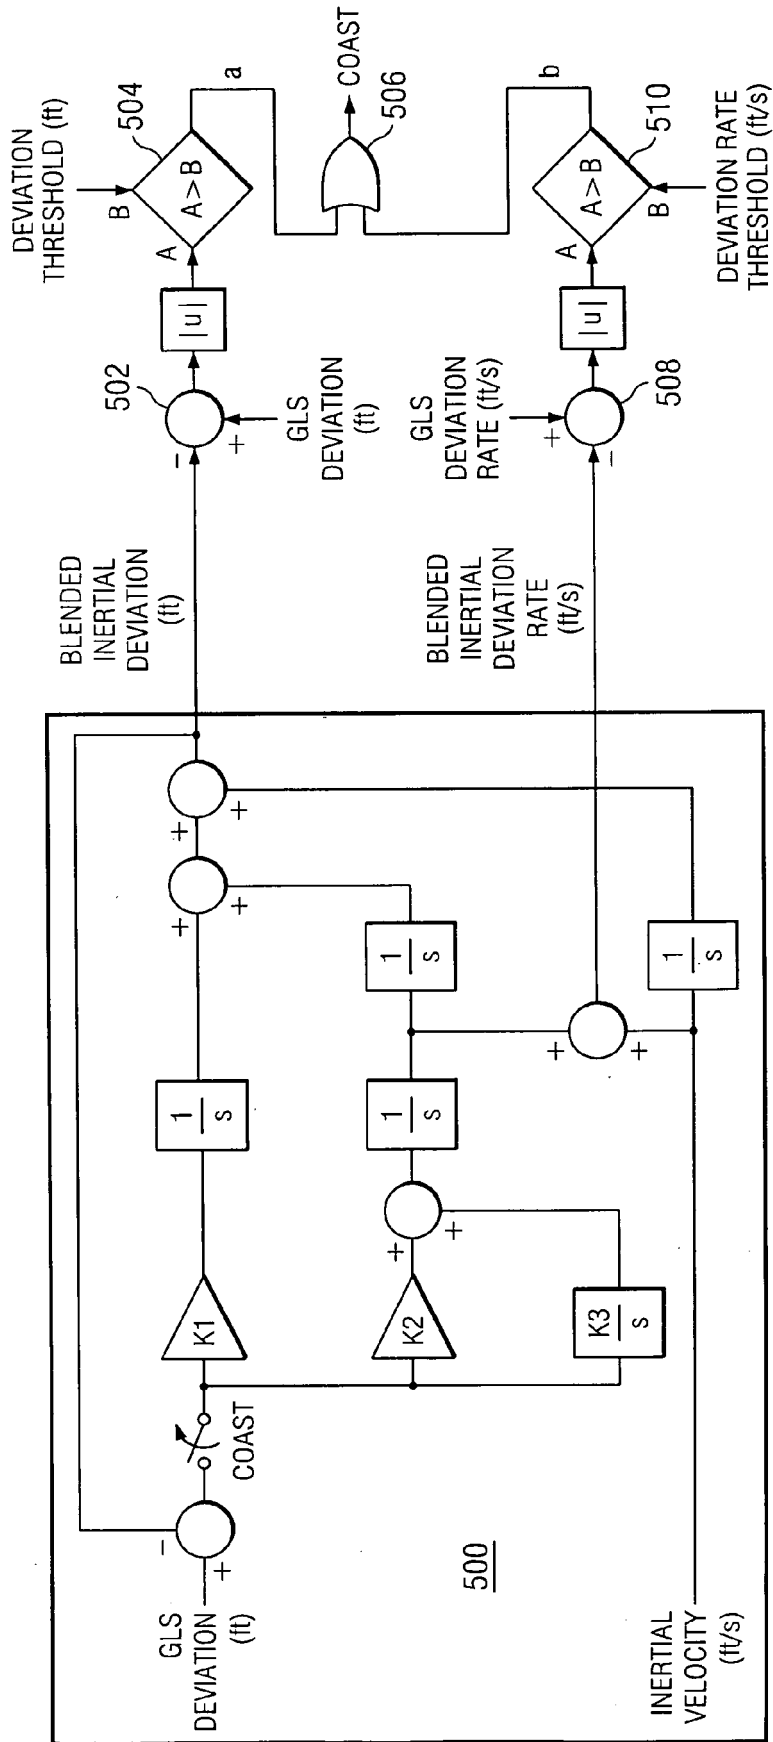 GLS
DEVIATION
(ft)
-
+
COAST
K1
1
s
+
+
+
+
K2
+
+
1
s
1
s
K3
s
+
+
1
s
500
INERTIAL
VELOCITY
(ft/s)
BLENDED
INERTIAL
DEVIATION
(ft)
BLENDED
INERTIAL
DEVIATION
RATE
(ft/s)
502
-
+
GLS
DEVIATION
(ft)
|u|
DEVIATION
THRESHOLD (ft)
504
A
B
A>B
a
COAST
506
GLS
DEVIATION
RATE (ft/s)
+
-
508
|u|
A
B
A>B
b
510
DEVIATION RATE
THRESHOLD (ft/s)